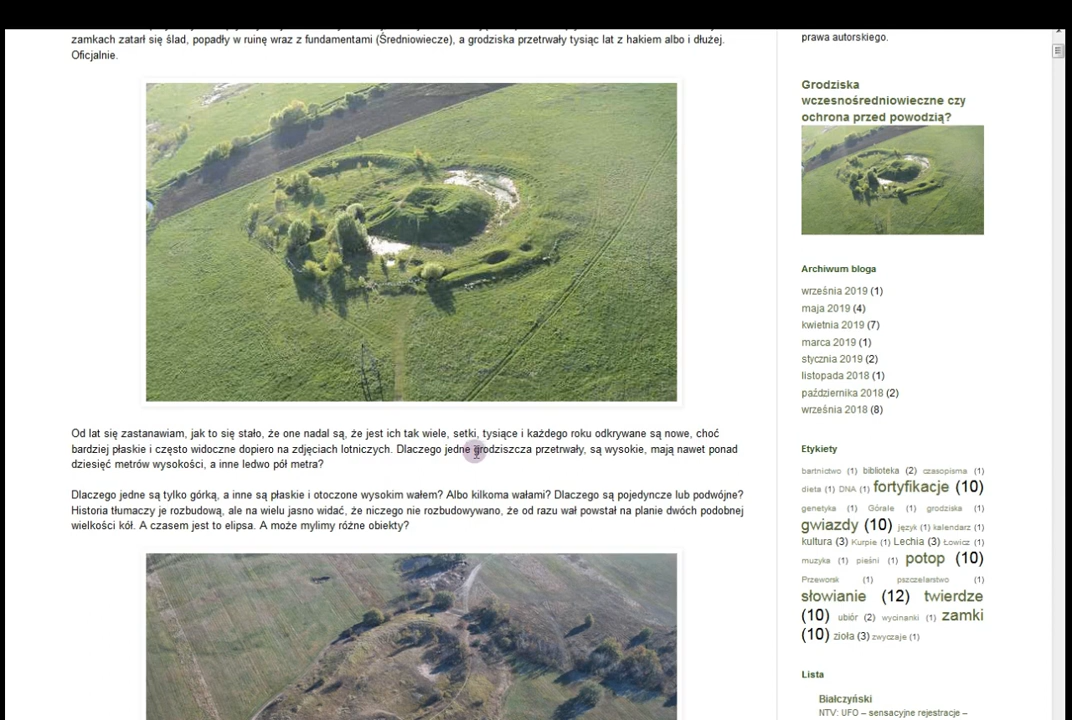 zamkach zatarł się ślad, popadły w ruinę wraz z fundamentami (Średniowiecze), a grodziska przetrwały tysiąc lat z hakiem albo i dłużej.
Oficjalnie.
Od lat się zastanawiam, jak to się stało, że one nadal są, że jest ich tak wiele, setki, tysiące i każdego roku odkrywane są nowe, choć
bardziej płaskie i często widoczne dopiero na zdjęciach lotniczych. Dlaczego jedne grodziszcza przetrwały, są wysokie, mają nawet ponad
dziesięć metrów wysokości, a inne ledwo pół metra?
Dlaczego jedne są tylko górką, a inne są płaskie i otoczone wysokim wałem? Albo kilkoma wałami? Dlaczego są pojedyncze lub podwójne?
Historia tłumaczy je rozbudową, ale na wielu jasno widać, że niczego nie rozbudowywano, że od razu wał powstał na planie dwóch podobnej
wielkości kół. A czasem jest to elipsa. A może mylimy różne obiekty?
prawa autorskiego.
Grodziska
wczesnośredniowieczne czy
ochrona przed powodzią?
Archiwum bloga
września 2019 (1)
maja 2019 (4)
kwietnia 2019 (7)
marca 2019 (1)
stycznia 2019 (2)
listopada 2018 (1)
października 2018 (2)
września 2018 (8)
Etykiety
bartnictwo (1) biblioteka (2) czasopisma (1)
dieta (1) DNA (1) fortyfikacje (10)
genetyka (1) Górale (1) grodziska (1)
gwiazdy (10) język (1) kalendarz (1)
kultura (3) Kurpie (1) Lechia (3) Łowicz (1)
muzyka (1) pieśni (1) potop (10)
Przeworsk (1) pszczelarstwo (1)
słowianie (12) twierdze
(10) ubiór (2) wycinanki (1) zamki
(10) zioła (3) zwyczaje (1)
Lista
Białczyński
NTV: UFO – sensacyjne rejestracje –